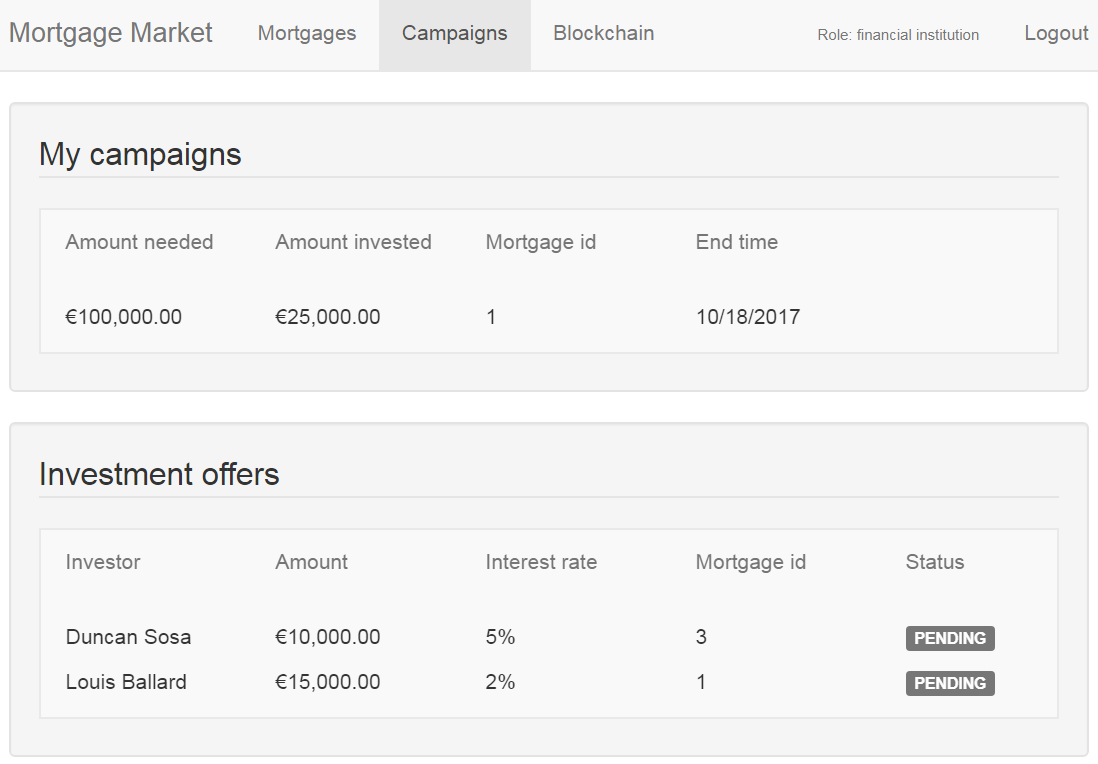 Mortgage Market Mortgages Campaigns Blockchain Role: financial institution Logout
My campaigns
Amount needed Amount invested Mortgage id End time
€100,000.00 €25,000.00 1 10/18/2017
Investment offers
Investor Amount Interest rate Mortgage id Status
Duncan Sosa €10,000.00 5% 3 PENDING
Louis Ballard €15,000.00 2% 1 PENDING